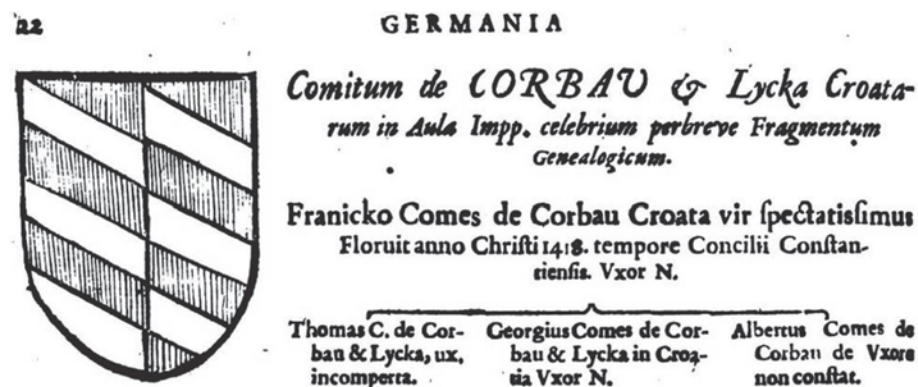 22 GERMANIA
Comitum de CORBAV & Lycka Croata-
rum in Aula Impp. celebrium perbreve Fragmentum
Genealogicum.
Franicko Comes de Corbau Croata vir ſpectatisſimus
Floruit anno Chriſti 1418. tempore Concilii Conſtan-
tienſis. Vxor N.
Thomas C. de Cor-
bau & Lycka, ux.
incomperta.
Georgius Comes de Cor-
bau & Lycka in Croa-
tia Vxor N.
Albertus Comes de
Corbau de Vxore
non conſtat.